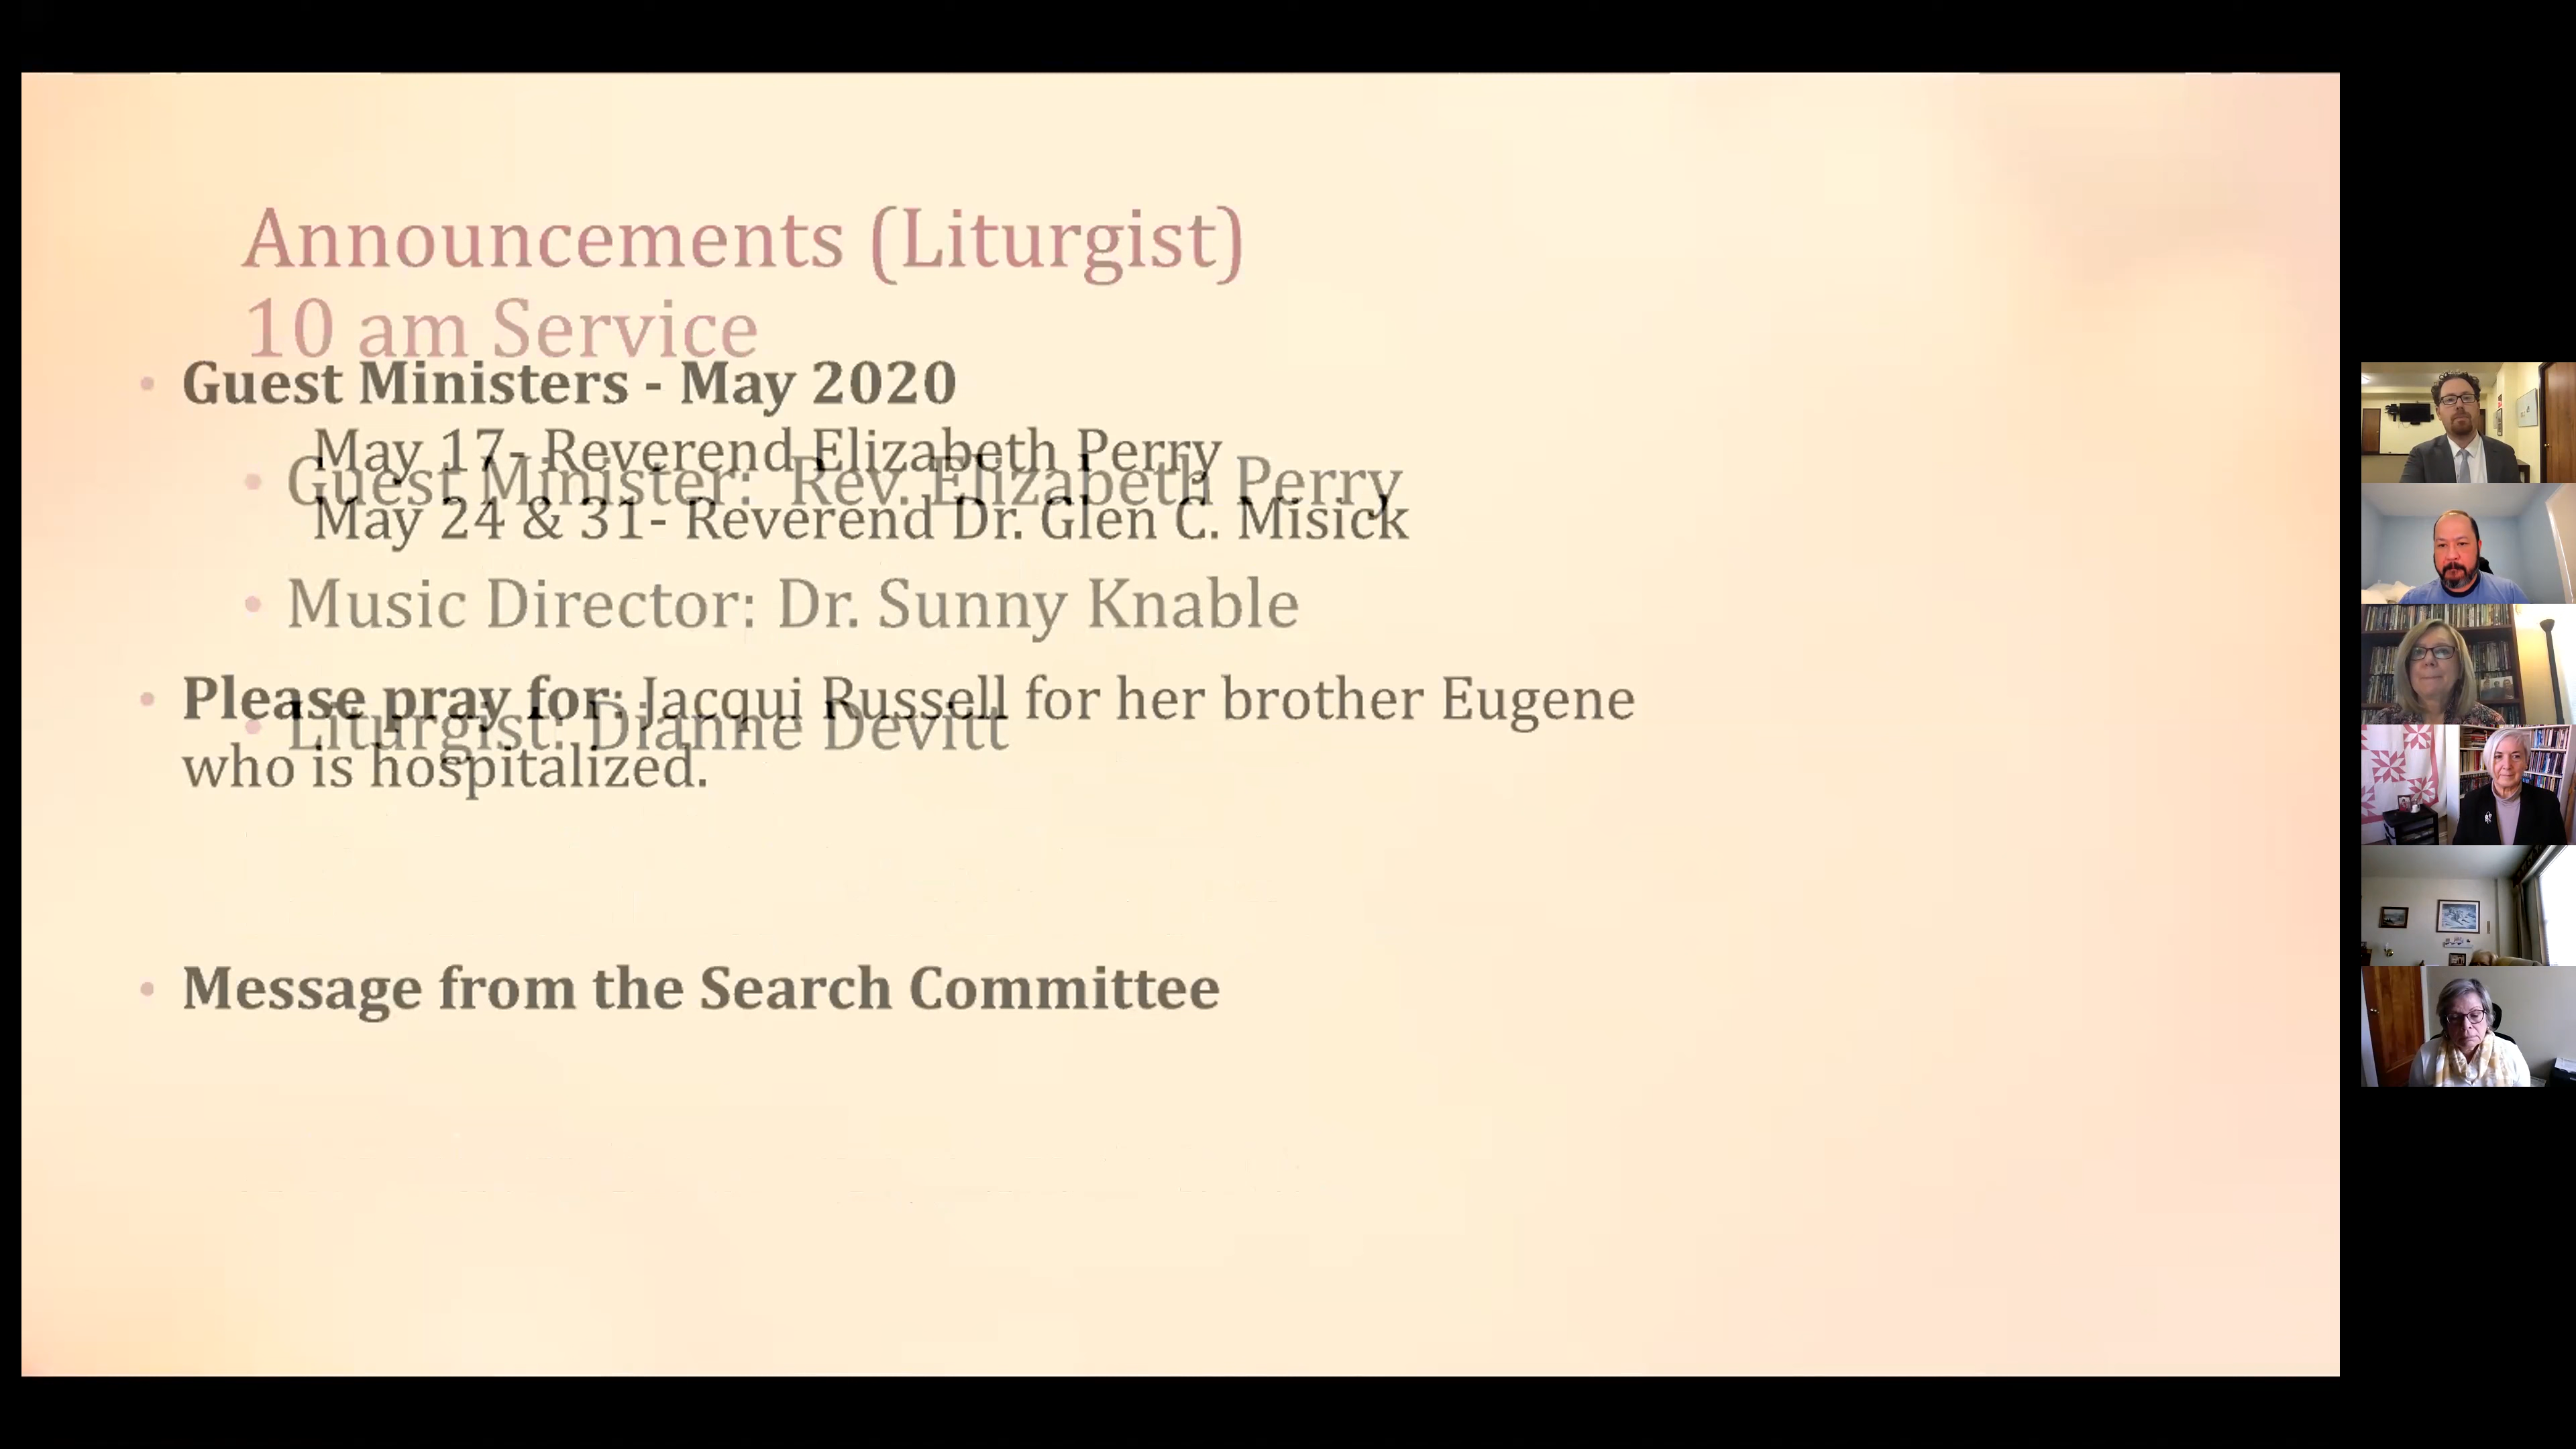 Announcements (Liturgist)
10 am Service
• Guest Ministers - May 2020
May 17- Reverend Elizabeth Perry
• Guest Minister: Rev. Elizabeth Perry
May 24 & 31- Reverend Dr. Glen C. Misick
• Music Director: Dr. Sunny Knable
• Please pray for: Jacqui Russell for her brother Eugene
• Liturgist: Dianne Devitt
who is hospitalized.
• Message from the Search Committee